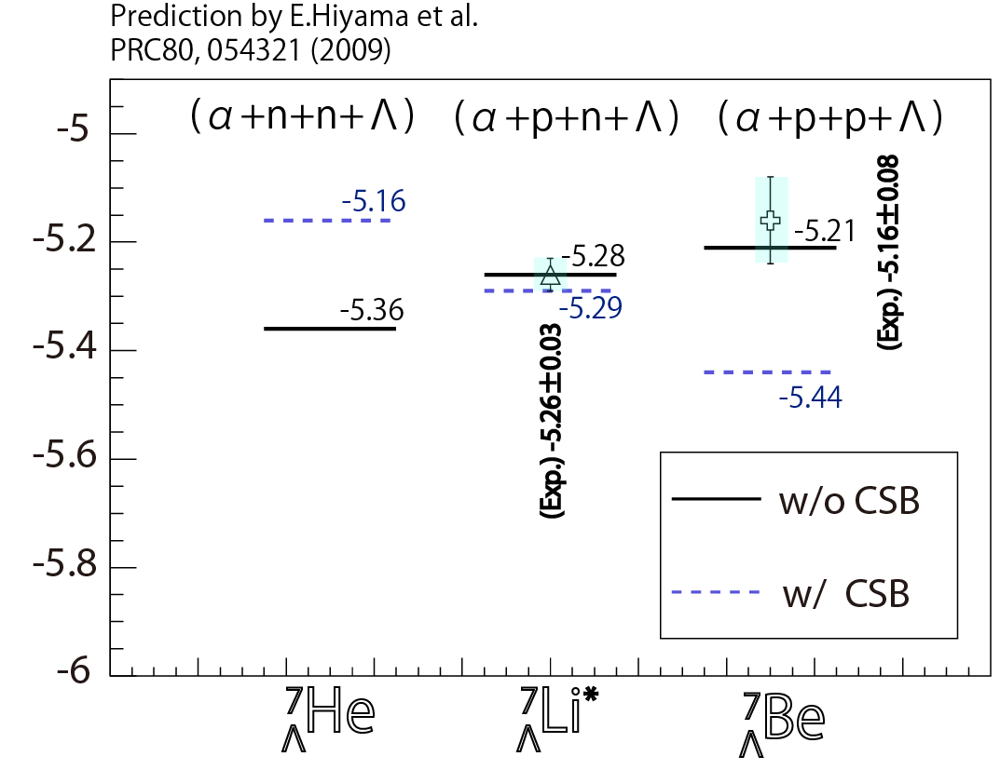 Prediction by E.Hiyama et al.
PRC80, 054321 (2009)
(α+n+n+Λ) (α+p+n+Λ) (α+p+p+Λ)
-5
-5.2
-5.4
-5.6
-5.8
-6
-5.16
-5.36
-5.28
-5.29
(Exp.) -5.26±0.03
-5.21
(Exp.) -5.16±0.08
-5.44
w/o CSB
w/ CSB
⁷ΛHe ⁷ΛLi* ⁷ΛBe